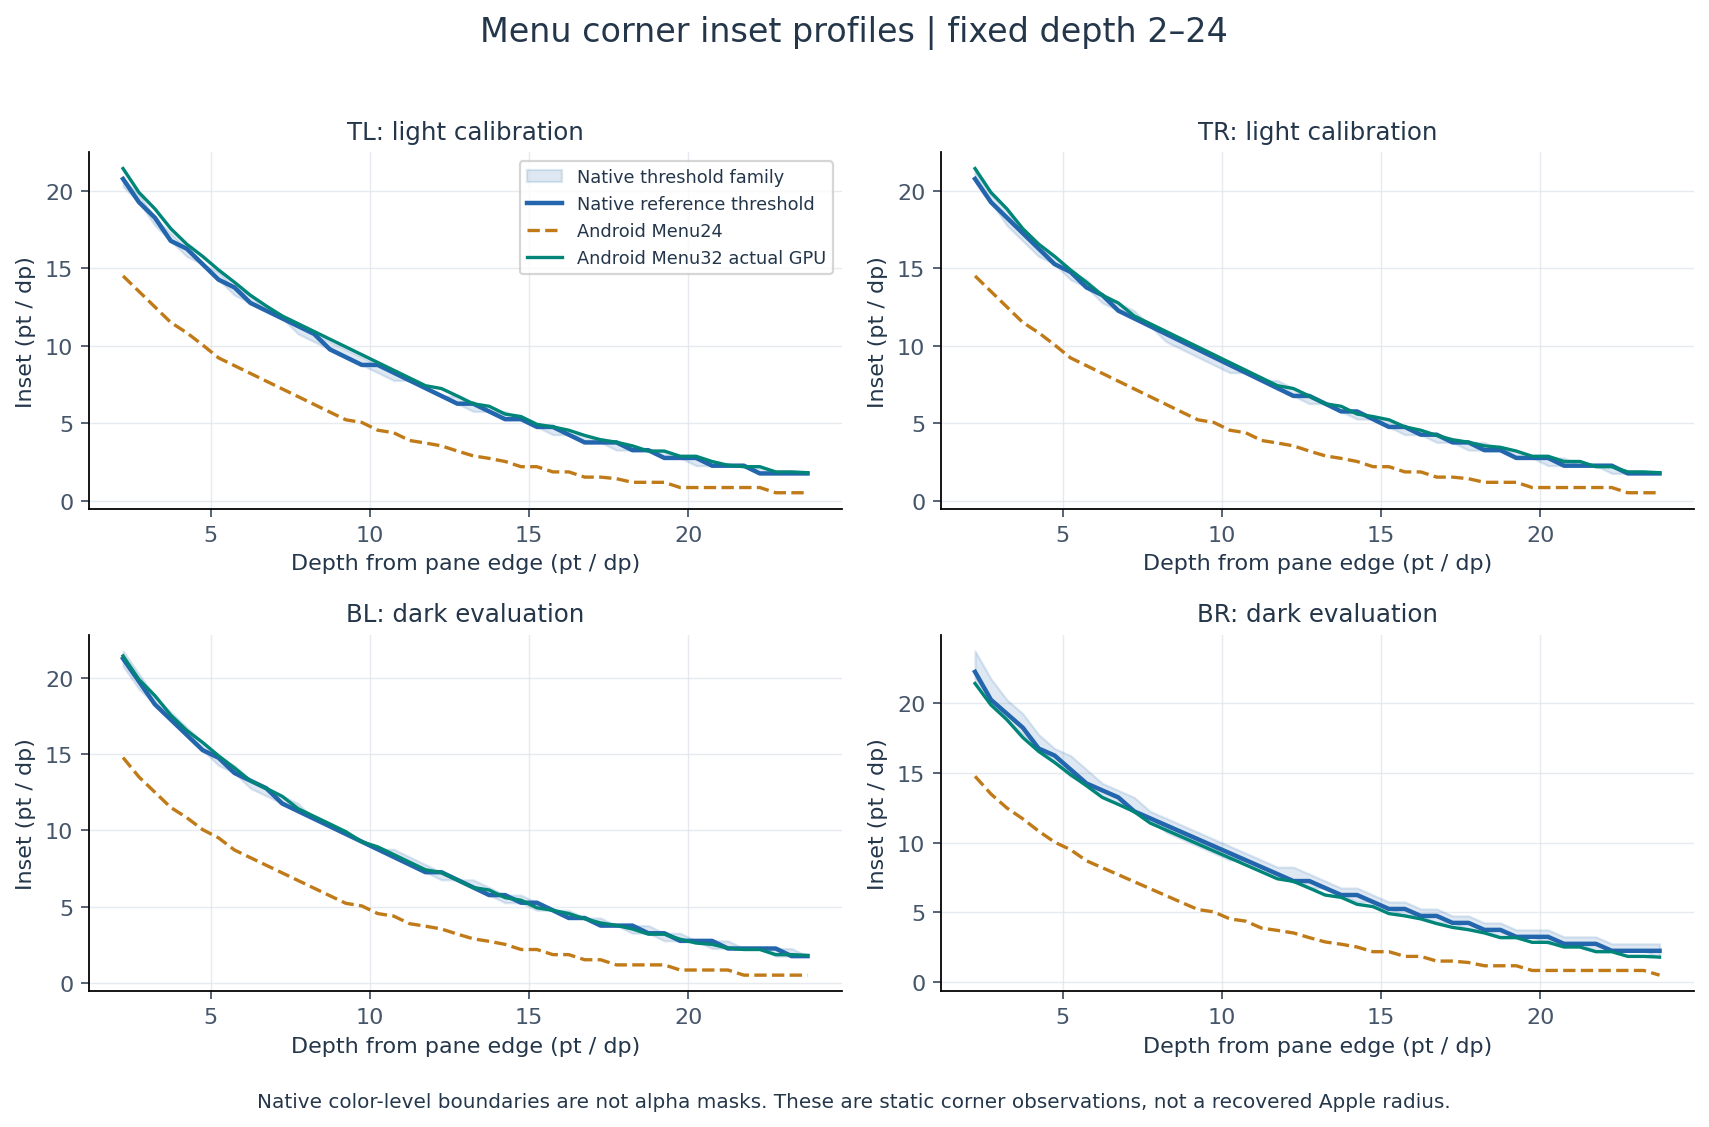 Menu corner inset profiles | fixed depth 2–24
TL: light calibration
Inset (pt / dp)
20
15
10
5
0
Native threshold family
Native reference threshold
Android Menu24
Android Menu32 actual GPU
5 10 15 20
Depth from pane edge (pt / dp)
TR: light calibration
Inset (pt / dp)
20
15
10
5
0
5 10 15 20
Depth from pane edge (pt / dp)
BL: dark evaluation
Inset (pt / dp)
20
15
10
5
0
5 10 15 20
Depth from pane edge (pt / dp)
BR: dark evaluation
Inset (pt / dp)
20
15
10
5
0
5 10 15 20
Depth from pane edge (pt / dp)
Native color-level boundaries are not alpha masks. These are static corner observations, not a recovered Apple radius.